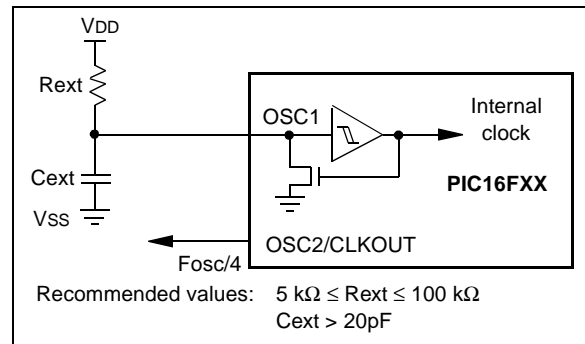 VDD
Rext
OSC1
Internal
clock
Cext
PIC16FXX
VSS
OSC2/CLKOUT
Fosc/4
Recommended values: 5 kΩ ≤ Rext ≤ 100 kΩ
Cext > 20pF